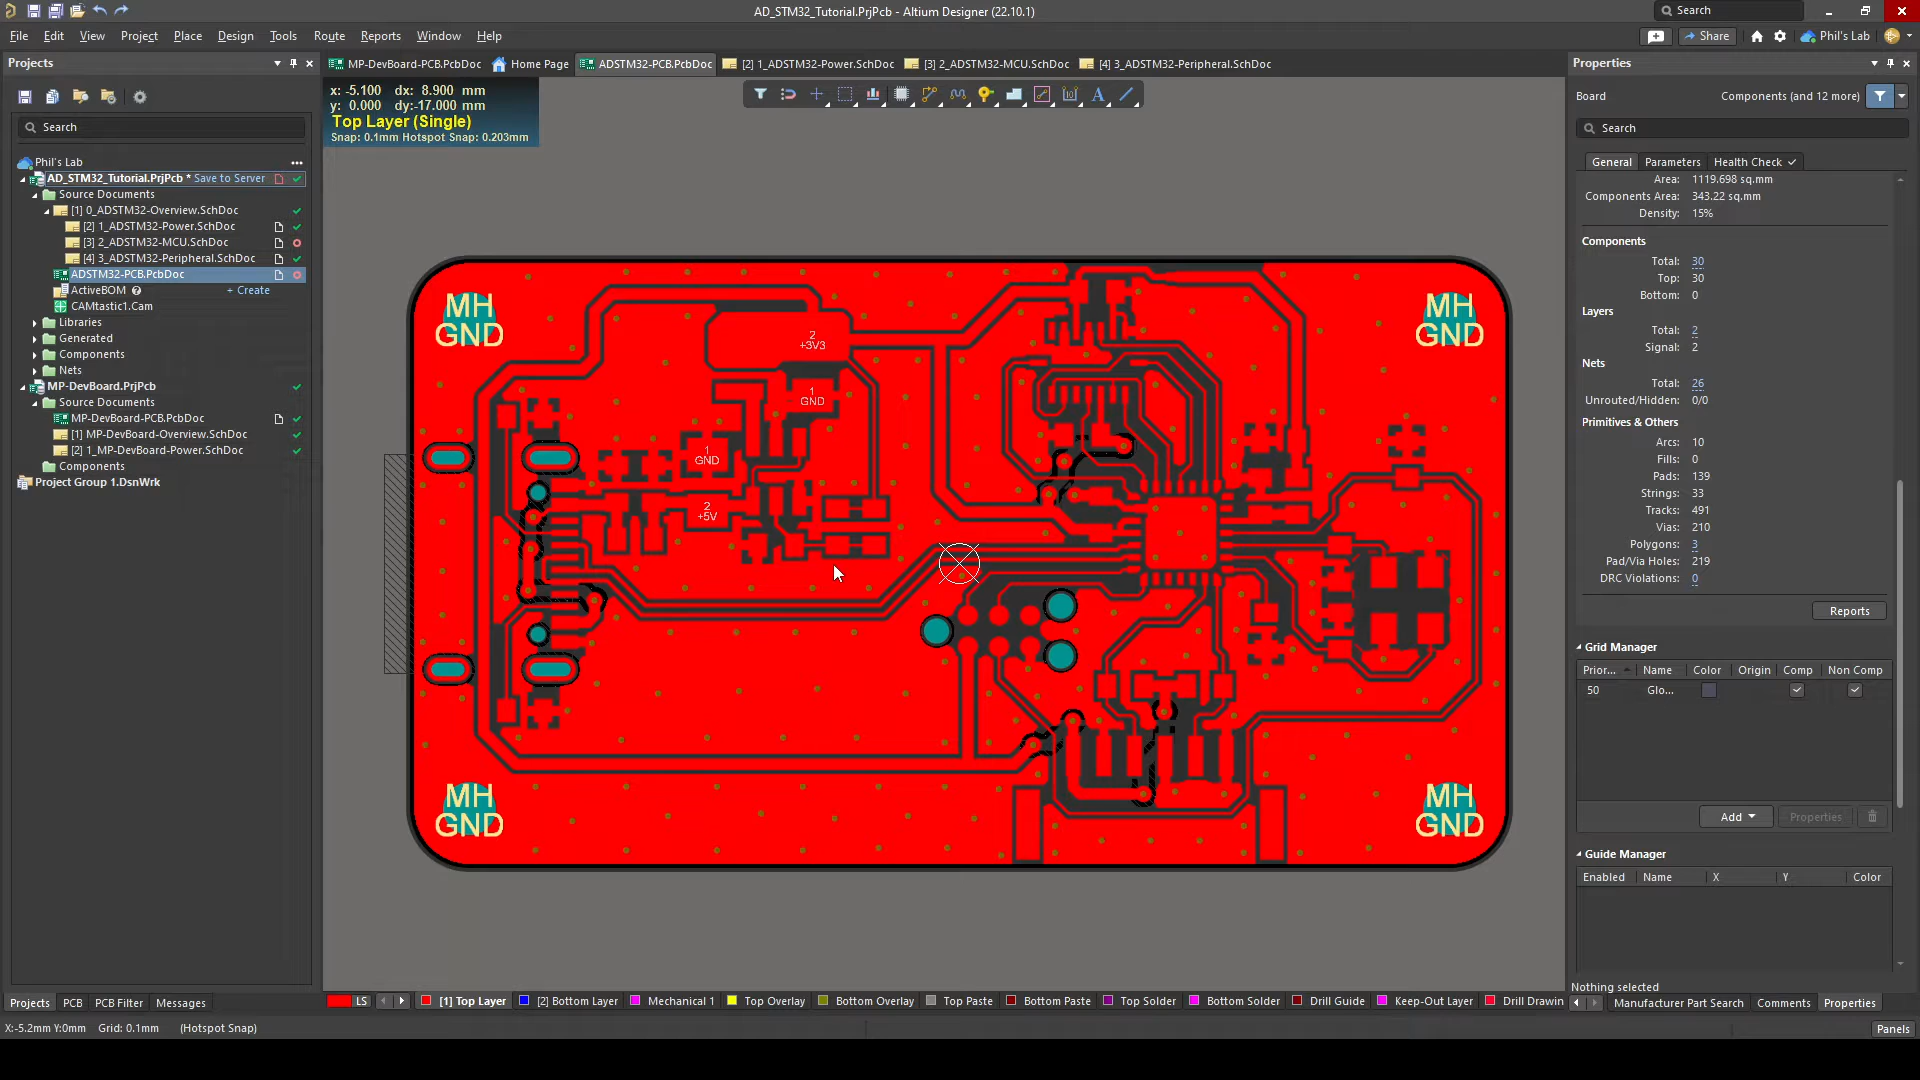 AD_STM32_Tutorial.PrjPcb - Altium Designer (22.10.1)
Search
File Edit View Project Place Design Tools Route Reports Window Help
Share
Phil's Lab
Projects
MP-DevBoard-PCB.PcbDoc
Home Page
ADSTM32-PCB.PcbDoc
[2] 1_ADSTM32-Power.SchDoc
[3] 2_ADSTM32-MCU.SchDoc
[4] 3_ADSTM32-Peripheral.SchDoc
Properties
x: -5.100 dx: 8.900 mm
y: 0.000 dy:-17.000 mm
Top Layer (Single)
Snap: 0.1mm Hotspot Snap: 0.203mm
Search
Phil's Lab
AD_STM32_Tutorial.PrjPcb * Save to Server
Source Documents
[1] 0_ADSTM32-Overview.SchDoc
[2] 1_ADSTM32-Power.SchDoc
[3] 2_ADSTM32-MCU.SchDoc
[4] 3_ADSTM32-Peripheral.SchDoc
ADSTM32-PCB.PcbDoc
ActiveBOM + Create
CAMtastic1.Cam
Libraries
Generated
Components
Nets
MP-DevBoard.PrjPcb
Source Documents
MP-DevBoard-PCB.PcbDoc
[1] MP-DevBoard-Overview.SchDoc
[2] 1_MP-DevBoard-Power.SchDoc
Components
Project Group 1.DsnWrk
MH
GND
MH
GND
2
+3V3
1
GND
1
GND
2
+5V
MH
GND
MH
GND
Board Components (and 12 more)
Search
General Parameters Health Check
Area: 1119.698 sq.mm
Components Area: 343.22 sq.mm
Density: 15%
Components
Total: 30
Top: 30
Bottom: 0
Layers
Total: 2
Signal: 2
Nets
Total: 26
Unrouted/Hidden: 0/0
Primitives & Others
Arcs: 10
Fills: 0
Pads: 139
Strings: 33
Tracks: 491
Vias: 210
Polygons: 3
Pad/Via Holes: 219
DRC Violations: 0
Reports
Grid Manager
Prior... Name Color Origin Comp Non Comp
50 Glo...
Add Properties
Guide Manager
Enabled Name X Y Color
Nothing selected
Projects PCB PCB Filter Messages
LS [1] Top Layer [2] Bottom Layer Mechanical 1 Top Overlay Bottom Overlay Top Paste Bottom Paste Top Solder Bottom Solder Drill Guide Keep-Out Layer Drill Drawin
Manufacturer Part Search Comments Properties
X:-5.2mm Y:0mm Grid: 0.1mm (Hotspot Snap)
Panels